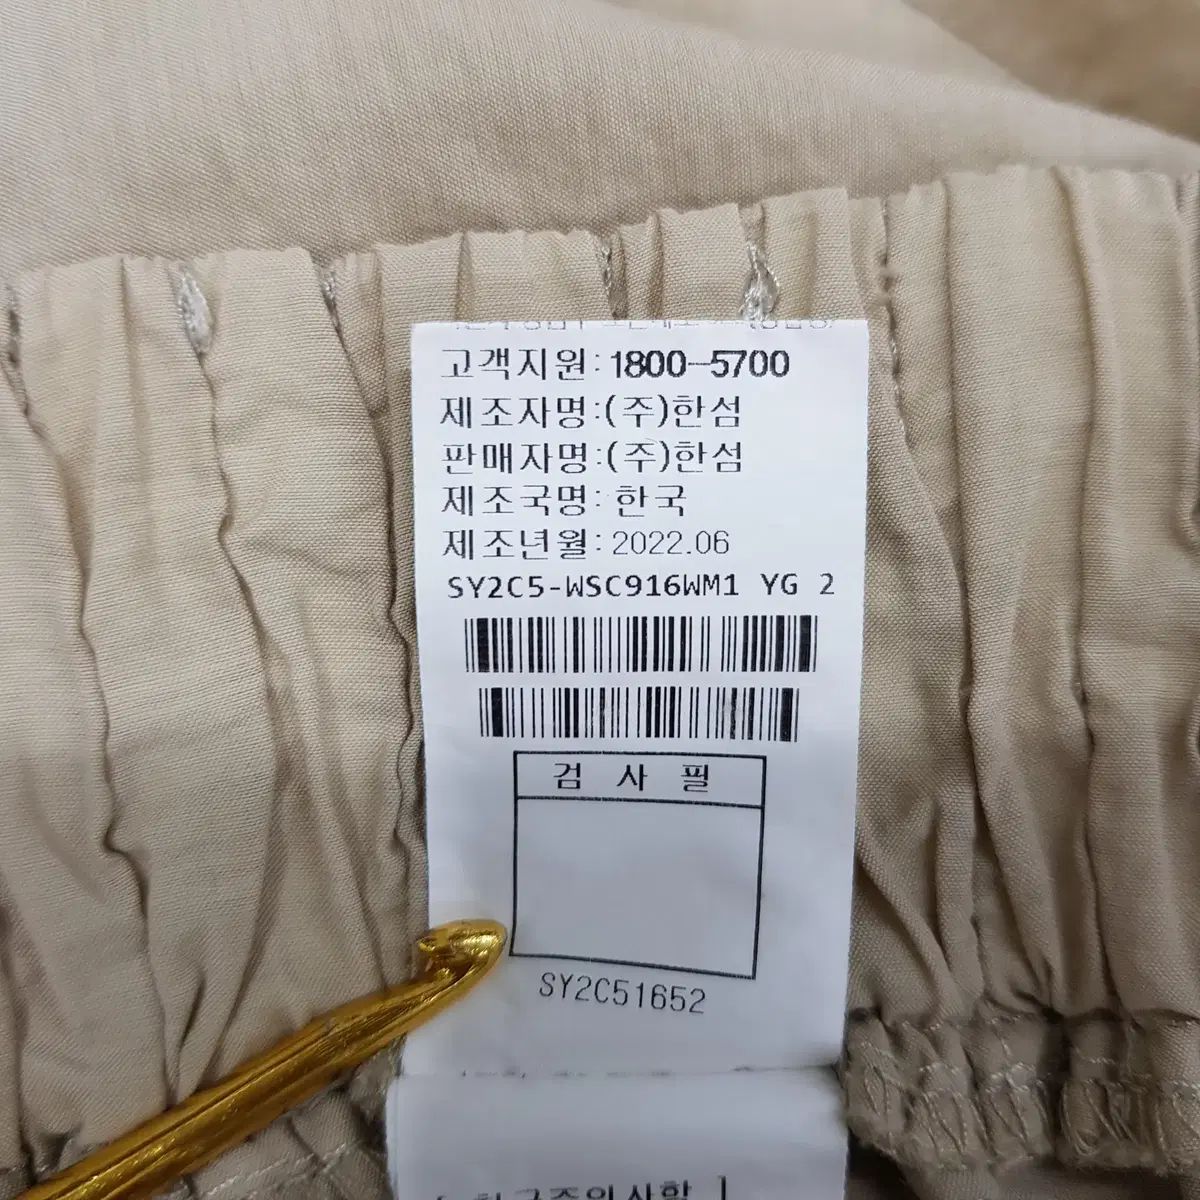 고객지원:1800-5700
제조자명:(주)한섬
판매자명:(주)한섬
제조국명: 한국
제조년월:2022.06
SY2C5-WSC916WM1 YG 2
검 사 필
SY2C51652